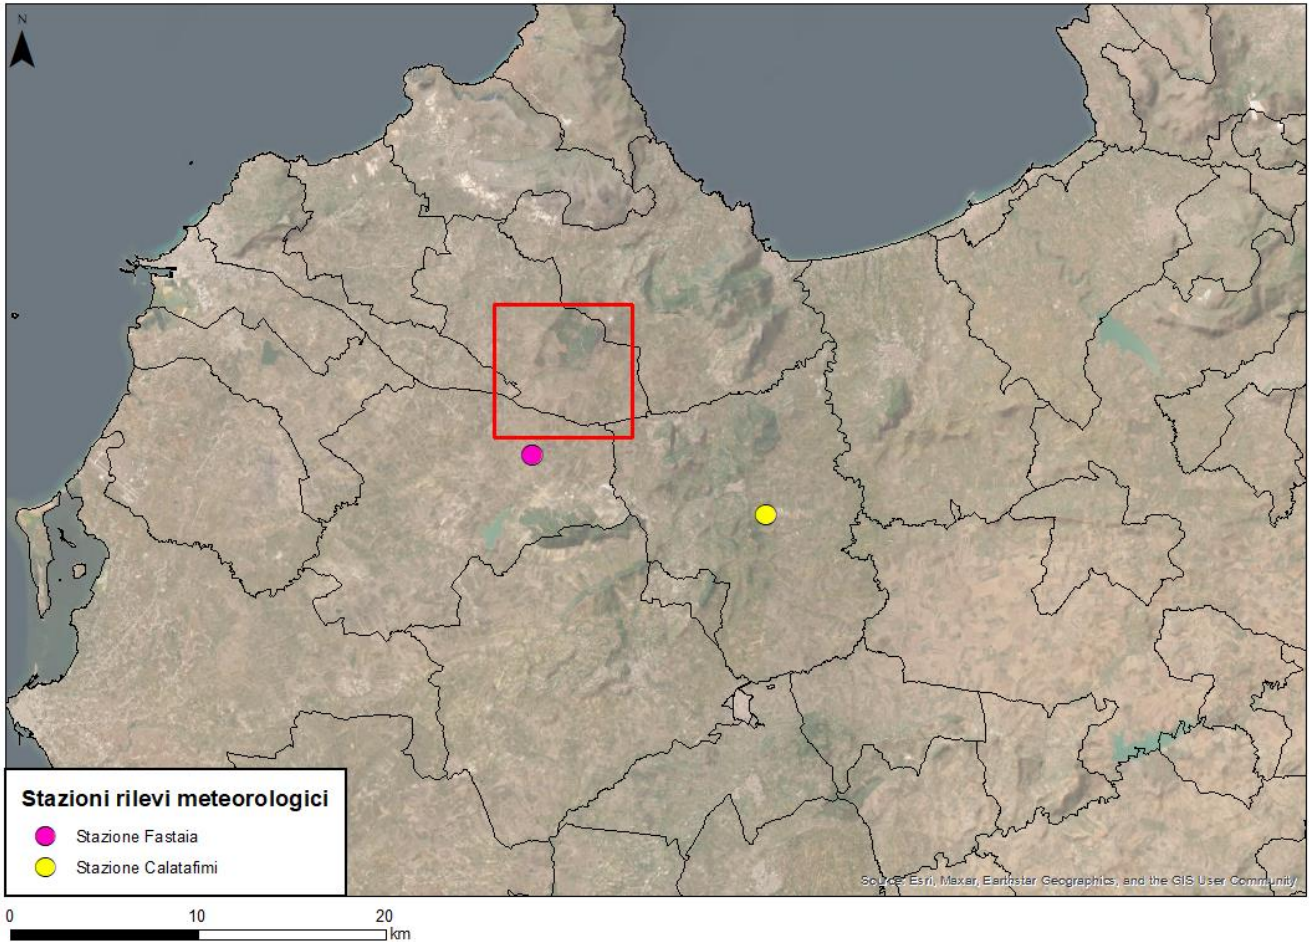 N
Stazioni rilevi meteorologici
Stazione Fastaia
Stazione Calatafimi
Source: Esri, Maxar, Earthstar Geographics, and the GIS User Community
0 10 20
km